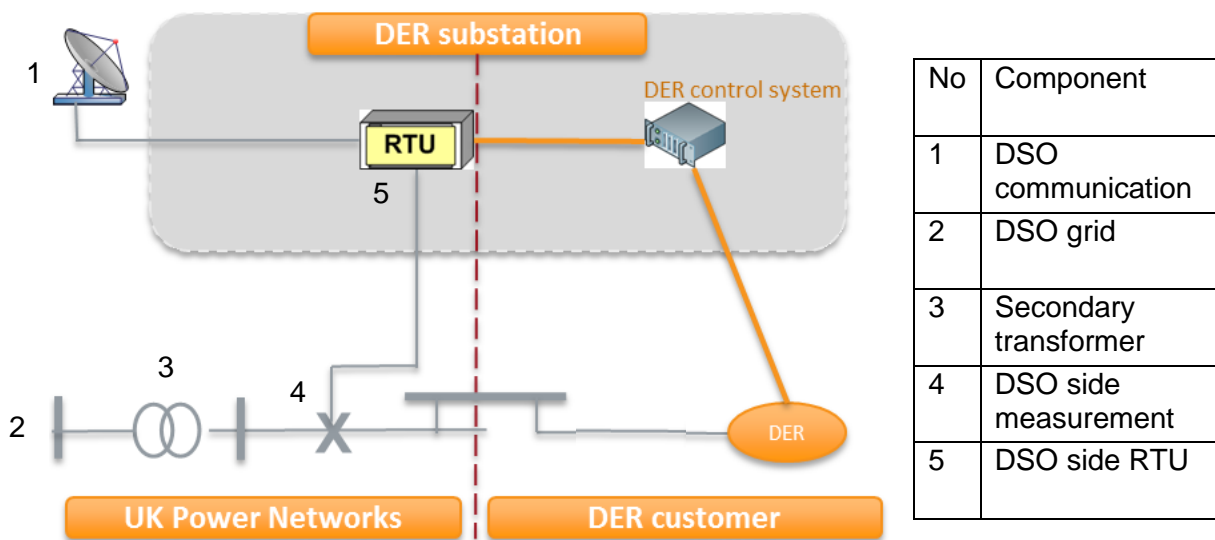 DER substation
1
DER control system
RTU
5
3
4
2
DER
UK Power Networks
DER customer
No Component
1 DSO
communication
2 DSO grid
3 Secondary
transformer
4 DSO side
measurement
5 DSO side RTU